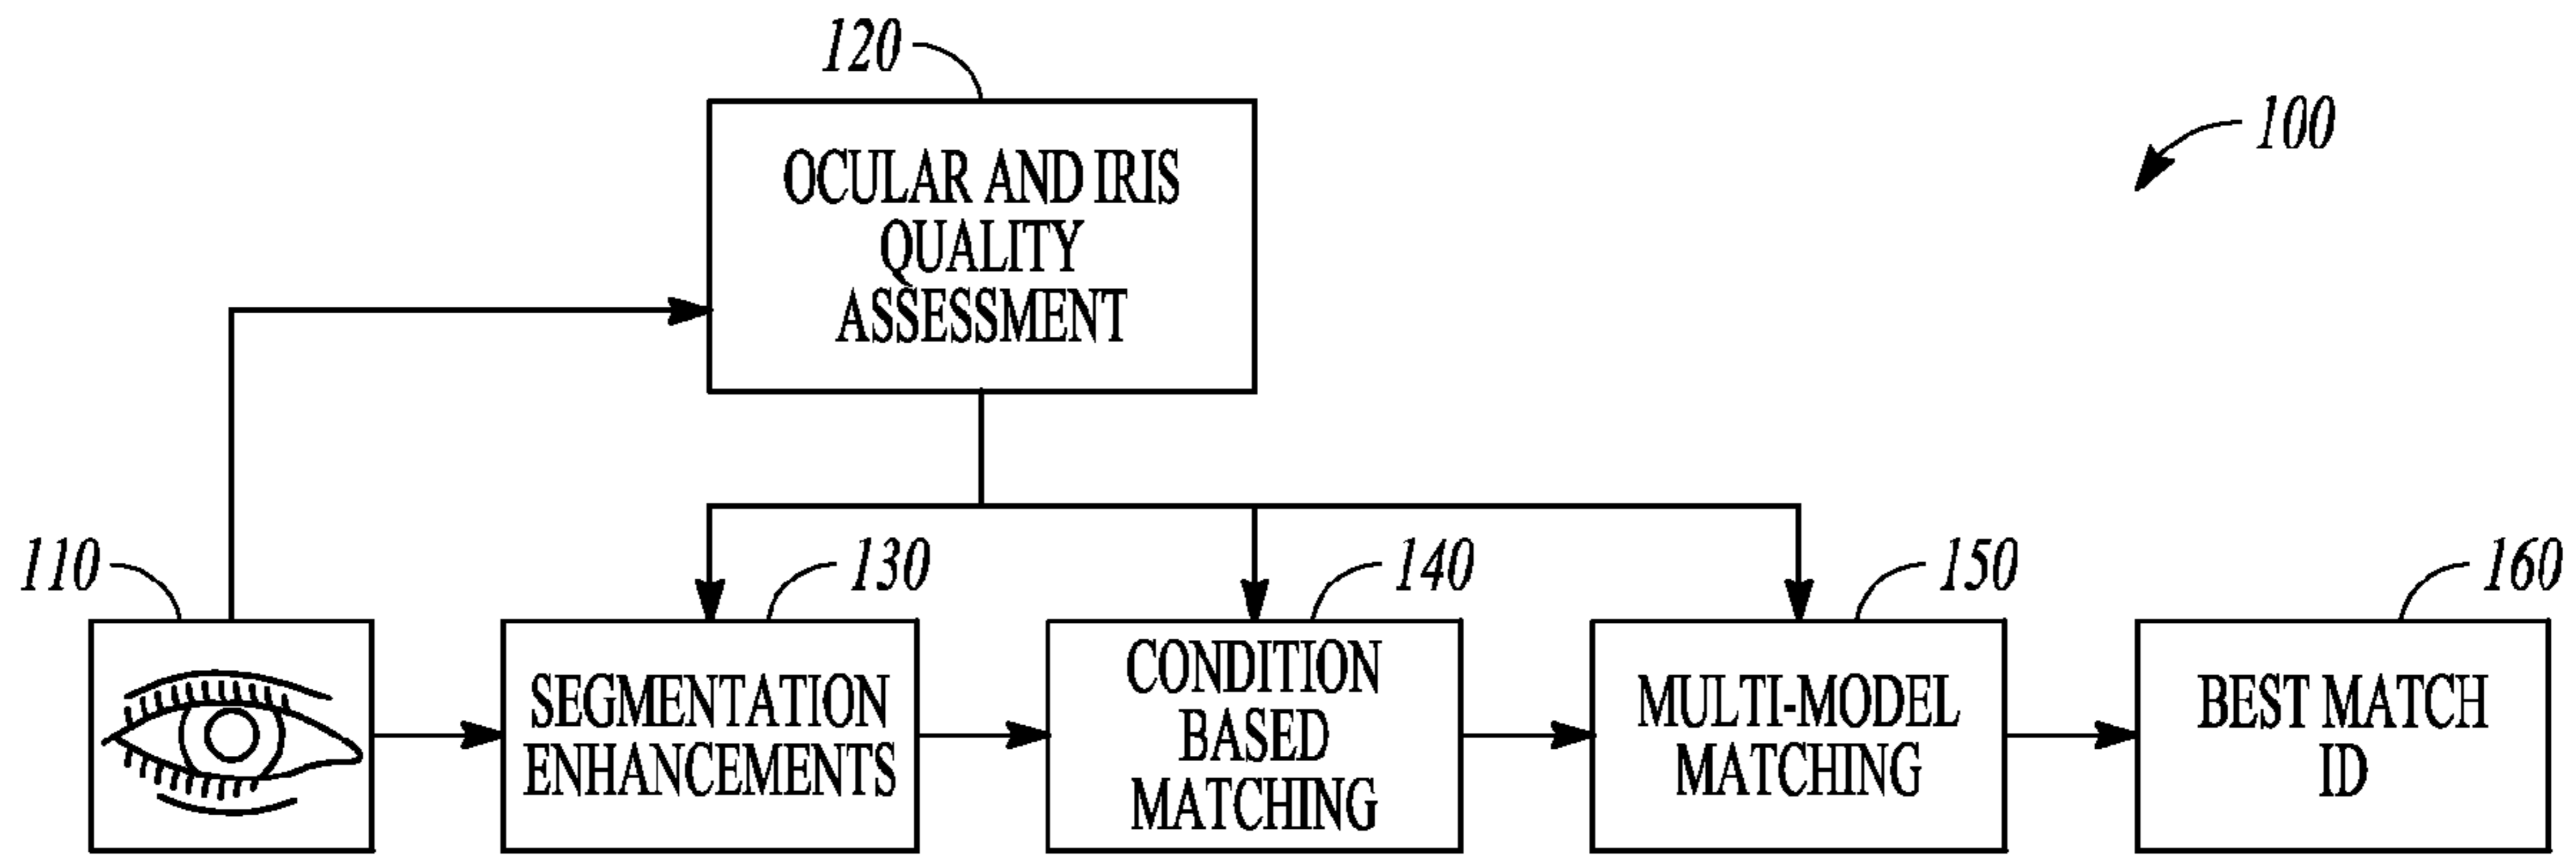 120
100
OCULAR AND IRIS
QUALITY
ASSESSMENT
110
130
140
150
160
SEGMENTATION
ENHANCEMENTS
CONDITION
BASED
MATCHING
MULTI-MODEL
MATCHING
BEST MATCH
ID